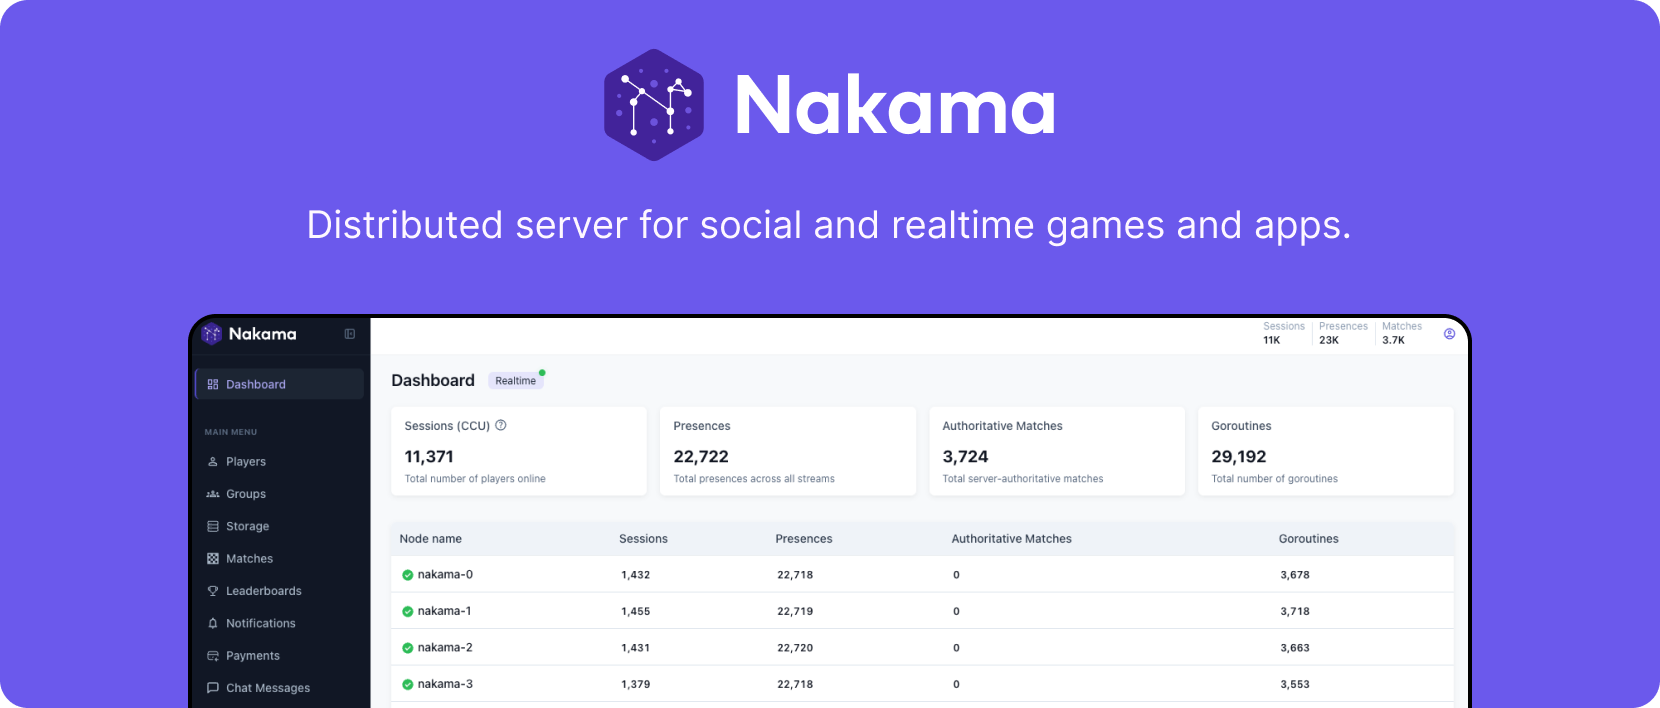 Nakama
Distributed server for social and realtime games and apps.
Nakama
Sessions Presences Matches
11K 23K 3.7K
Dashboard
Dashboard Realtime
MAIN MENU
Players
Groups
Storage
Matches
Leaderboards
Notifications
Payments
Chat Messages
Sessions (CCU)
11,371
Total number of players online
Presences
22,722
Total presences across all streams
Authoritative Matches
3,724
Total server-authoritative matches
Goroutines
29,192
Total number of goroutines
Node name Sessions Presences Authoritative Matches Goroutines
nakama-0 1,432 22,718 0 3,678
nakama-1 1,455 22,719 0 3,718
nakama-2 1,431 22,720 0 3,663
nakama-3 1,379 22,718 0 3,553